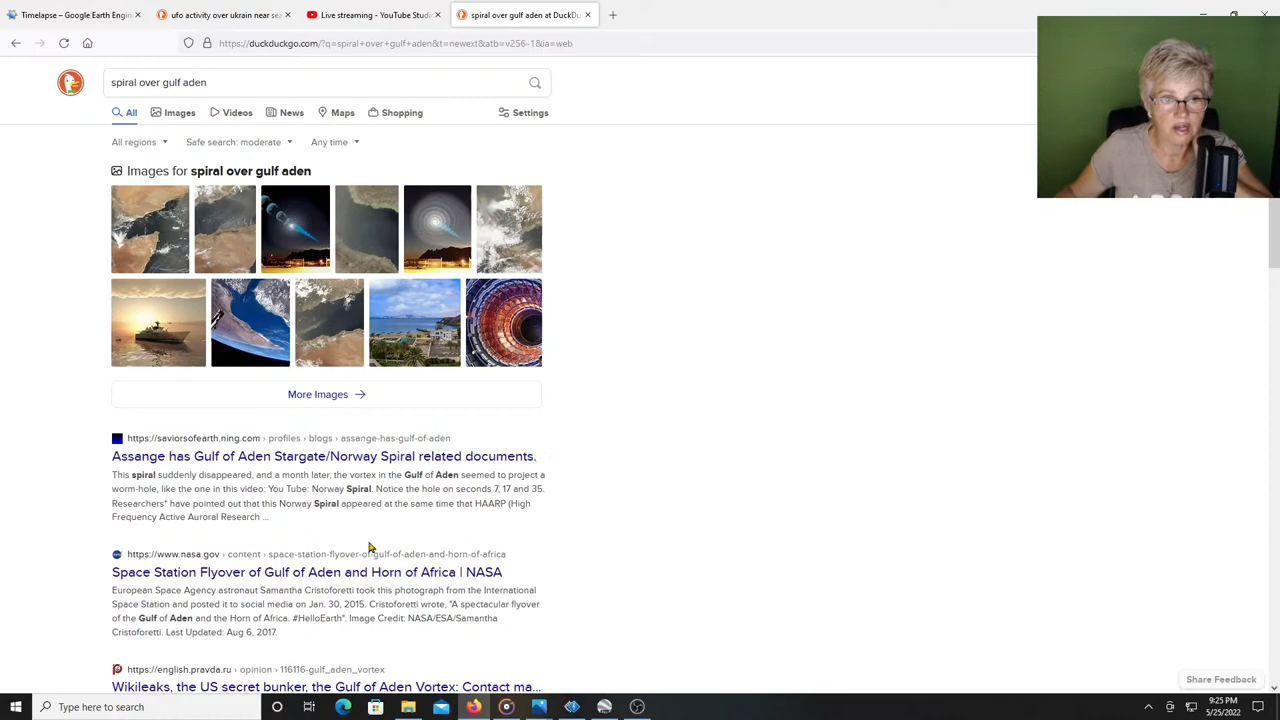 Timelapse – Google Earth Engin
ufo activity over ukrain near sea
Live streaming - YouTube Studio
spiral over gulf aden at DuckDu
https://duckduckgo.com/?q=spiral+over+gulf+aden&t=newext&atb=v256-1&ia=web
spiral over gulf aden
All Images Videos News Maps Shopping Settings
All regions Safe search: moderate Any time
Images for spiral over gulf aden
More Images
https://saviorsofearth.ning.com › profiles › blogs › assange-has-gulf-of-aden
Assange has Gulf of Aden Stargate/Norway Spiral related documents.
This spiral suddenly disappeared, and a month later, the vortex in the Gulf of Aden seemed to project a
worm-hole, like the one in this video: You Tube: Norway Spiral. Notice the hole on seconds 7, 17 and 35.
Researchers* have pointed out that this Norway Spiral appeared at the same time that HAARP (High
Frequency Active Auroral Research ...
https://www.nasa.gov › content › space-station-flyover-of-gulf-of-aden-and-horn-of-africa
Space Station Flyover of Gulf of Aden and Horn of Africa | NASA
European Space Agency astronaut Samantha Cristoforetti took this photograph from the International
Space Station and posted it to social media on Jan. 30, 2015. Cristoforetti wrote, "A spectacular flyover
of the Gulf of Aden and the Horn of Africa. #HelloEarth". Image Credit: NASA/ESA/Samantha
Cristoforetti. Last Updated: Aug 6, 2017.
https://english.pravda.ru › opinion › 116116-gulf_aden_vortex
Wikileaks, the US secret bunker, the Gulf of Aden Vortex: Contact ma...
Share Feedback
Type here to search
9:25 PM
5/25/2022